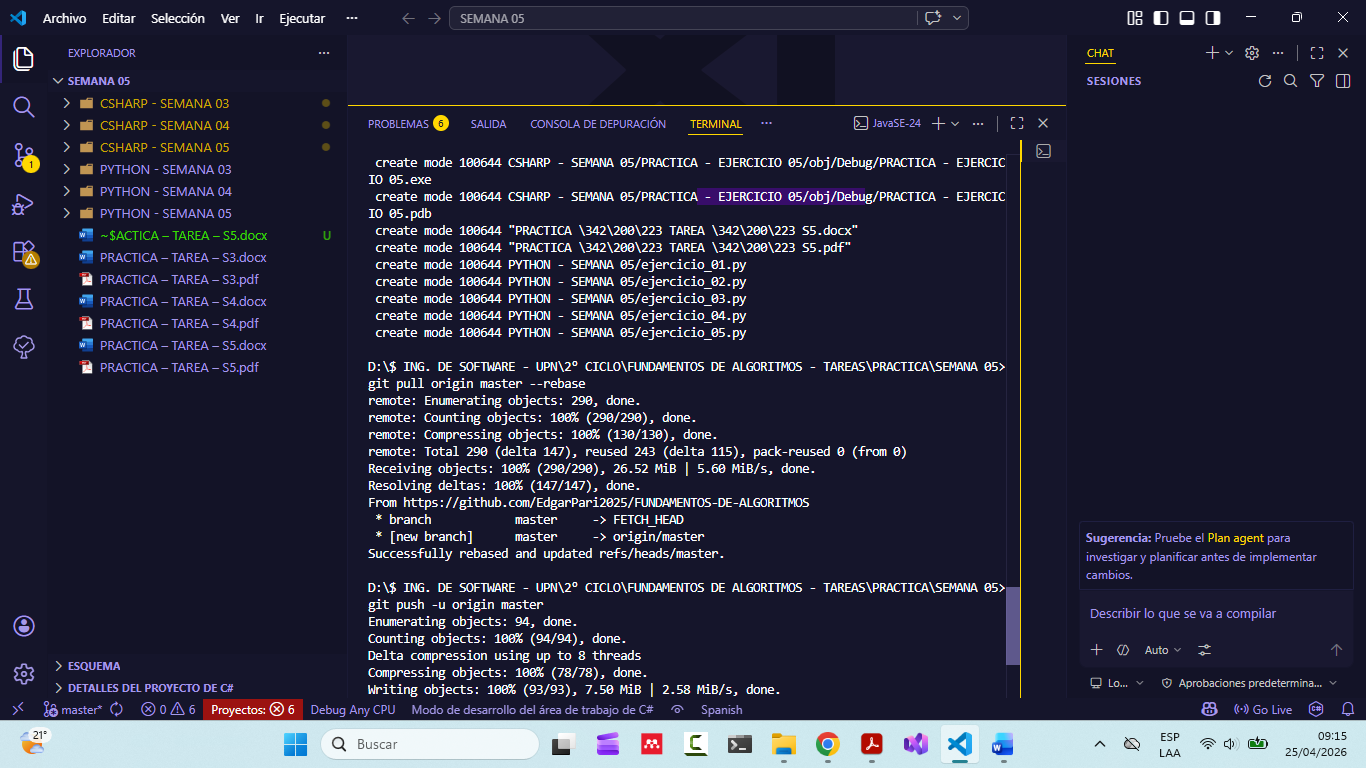 Archivo Editar Selección Ver Ir Ejecutar ···
SEMANA 05
EXPLORADOR
SEMANA 05
CSHARP - SEMANA 03
CSHARP - SEMANA 04
CSHARP - SEMANA 05
PYTHON - SEMANA 03
PYTHON - SEMANA 04
PYTHON - SEMANA 05
~$ACTICA – TAREA – S5.docx U
PRACTICA – TAREA – S3.docx
PRACTICA – TAREA – S3.pdf
PRACTICA – TAREA – S4.docx
PRACTICA – TAREA – S4.pdf
PRACTICA – TAREA – S5.docx
PRACTICA – TAREA – S5.pdf
ESQUEMA
DETALLES DEL PROYECTO DE C#
1
PROBLEMAS 6 SALIDA CONSOLA DE DEPURACIÓN TERMINAL ··· JavaSE-24
create mode 100644 CSHARP - SEMANA 05/PRACTICA - EJERCICIO 05/obj/Debug/PRACTICA - EJERCIC
IO 05.exe
create mode 100644 CSHARP - SEMANA 05/PRACTICA - EJERCICIO 05/obj/Debug/PRACTICA - EJERCIC
IO 05.pdb
create mode 100644 "PRACTICA \342\200\223 TAREA \342\200\223 S5.docx"
create mode 100644 "PRACTICA \342\200\223 TAREA \342\200\223 S5.pdf"
create mode 100644 PYTHON - SEMANA 05/ejercicio_01.py
create mode 100644 PYTHON - SEMANA 05/ejercicio_02.py
create mode 100644 PYTHON - SEMANA 05/ejercicio_03.py
create mode 100644 PYTHON - SEMANA 05/ejercicio_04.py
create mode 100644 PYTHON - SEMANA 05/ejercicio_05.py
D:\$ ING. DE SOFTWARE - UPN\2º CICLO\FUNDAMENTOS DE ALGORITMOS - TAREAS\PRACTICA\SEMANA 05>
git pull origin master --rebase
remote: Enumerating objects: 290, done.
remote: Counting objects: 100% (290/290), done.
remote: Compressing objects: 100% (130/130), done.
remote: Total 290 (delta 147), reused 243 (delta 115), pack-reused 0 (from 0)
Receiving objects: 100% (290/290), 26.52 MiB | 5.60 MiB/s, done.
Resolving deltas: 100% (147/147), done.
From https://github.com/EdgarPari2025/FUNDAMENTOS-DE-ALGORITMOS
* branch master -> FETCH_HEAD
* [new branch] master -> origin/master
Successfully rebased and updated refs/heads/master.
D:\$ ING. DE SOFTWARE - UPN\2º CICLO\FUNDAMENTOS DE ALGORITMOS - TAREAS\PRACTICA\SEMANA 05>
git push -u origin master
Enumerating objects: 94, done.
Counting objects: 100% (94/94), done.
Delta compression using up to 8 threads
Compressing objects: 100% (78/78), done.
Writing objects: 100% (93/93), 7.50 MiB | 2.58 MiB/s, done.
CHAT
SESIONES
Sugerencia: Pruebe el Plan agent para
investigar y planificar antes de implementar
cambios.
Describir lo que se va a compilar
Auto
Lo... Aprobaciones predetermina...
master* 0 6 Proyectos: 6 Debug Any CPU Modo de desarrollo del área de trabajo de C# Spanish Go Live
21°
Buscar
ESP
LAA
09:15
25/04/2026